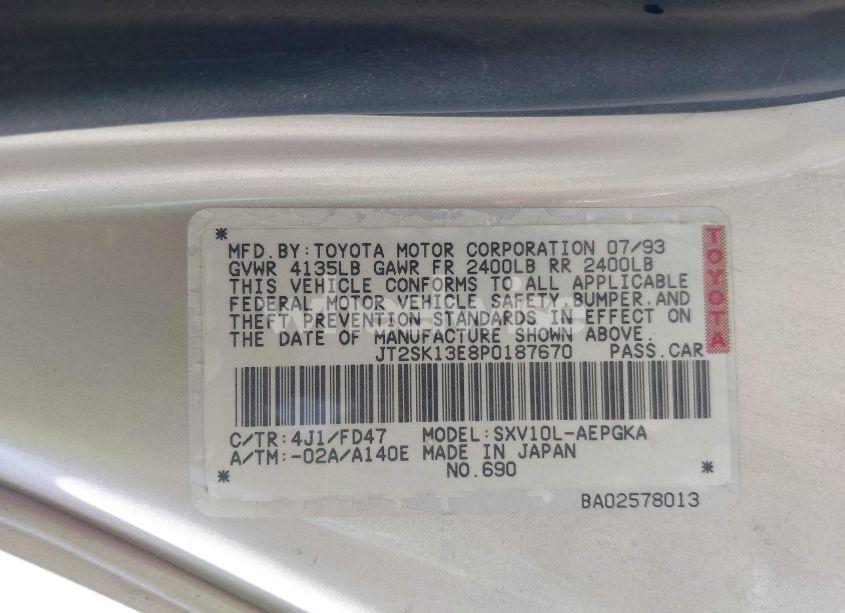 * MFD.BY:TOYOTA MOTOR CORPORATION 07/93
GVWR 4135LB GAWR FR 2400LB RR 2400LB
THIS VEHICLE CONFORMS TO ALL APPLICABLE
FEDERAL MOTOR VEHICLE SAFETY,BUMPER,AND
THEFT PREVENTION STANDARDS IN EFFECT ON
THE DATE OF MANUFACTURE SHOWN ABOVE.
JT2SK13E8P0187670 PASS.CAR
TOYOTA
C/TR:4J1/FD47 MODEL:SXV10L-AEPGKA
A/TM:-02A/A140E MADE IN JAPAN
* NO.690 *
BA02578013